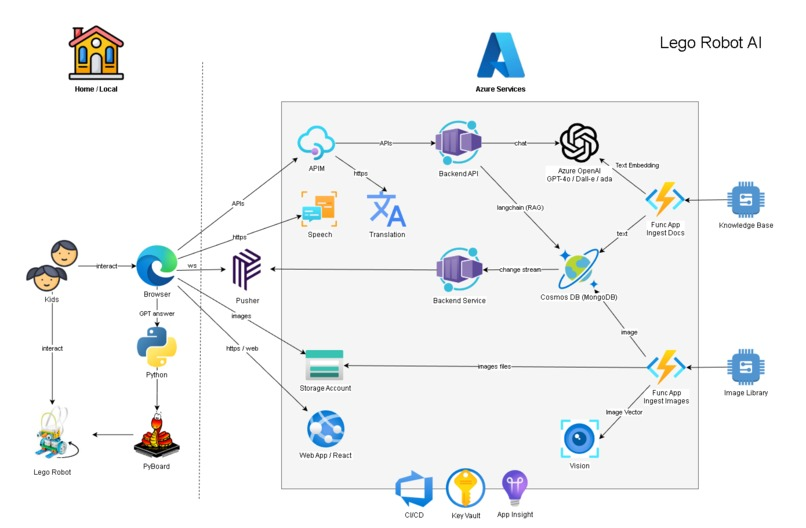 Lego Robot AI
Home / Local
Azure Services
APIs
chat
APIM
Backend API
Azure OpenAI
GPT-4o / Dall-e / ada
Text Embedding
https
APIs
Speech
Translation
langchain (RAG)
Func App
Ingest Docs
Knowledge Base
https
text
Kids
interact
Browser
ws
Pusher
Backend Service
change stream
Cosmos DB (MongoDB)
GPT answer
images
image
interact
Python
https / web
Storage Account
images files
Func App
Ingest Images
Image Library
Image Vector
Lego Robot
PyBoard
Web App / React
Vision
CI/CD
Key Vault
App Insight